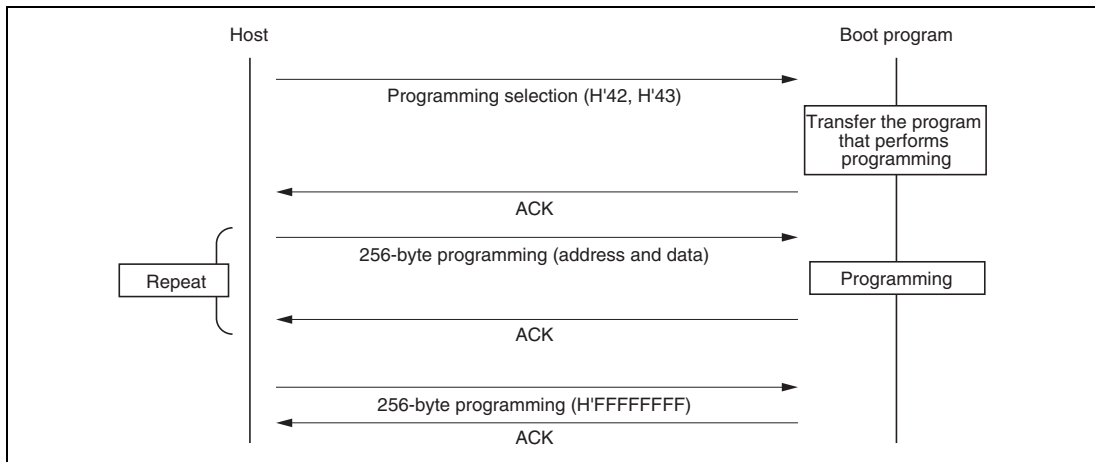 Host
Boot program
Programming selection (H'42, H'43)
Transfer the program
that performs
programming
ACK
256-byte programming (address and data)
Repeat
Programming
ACK
256-byte programming (H'FFFFFFFF)
ACK